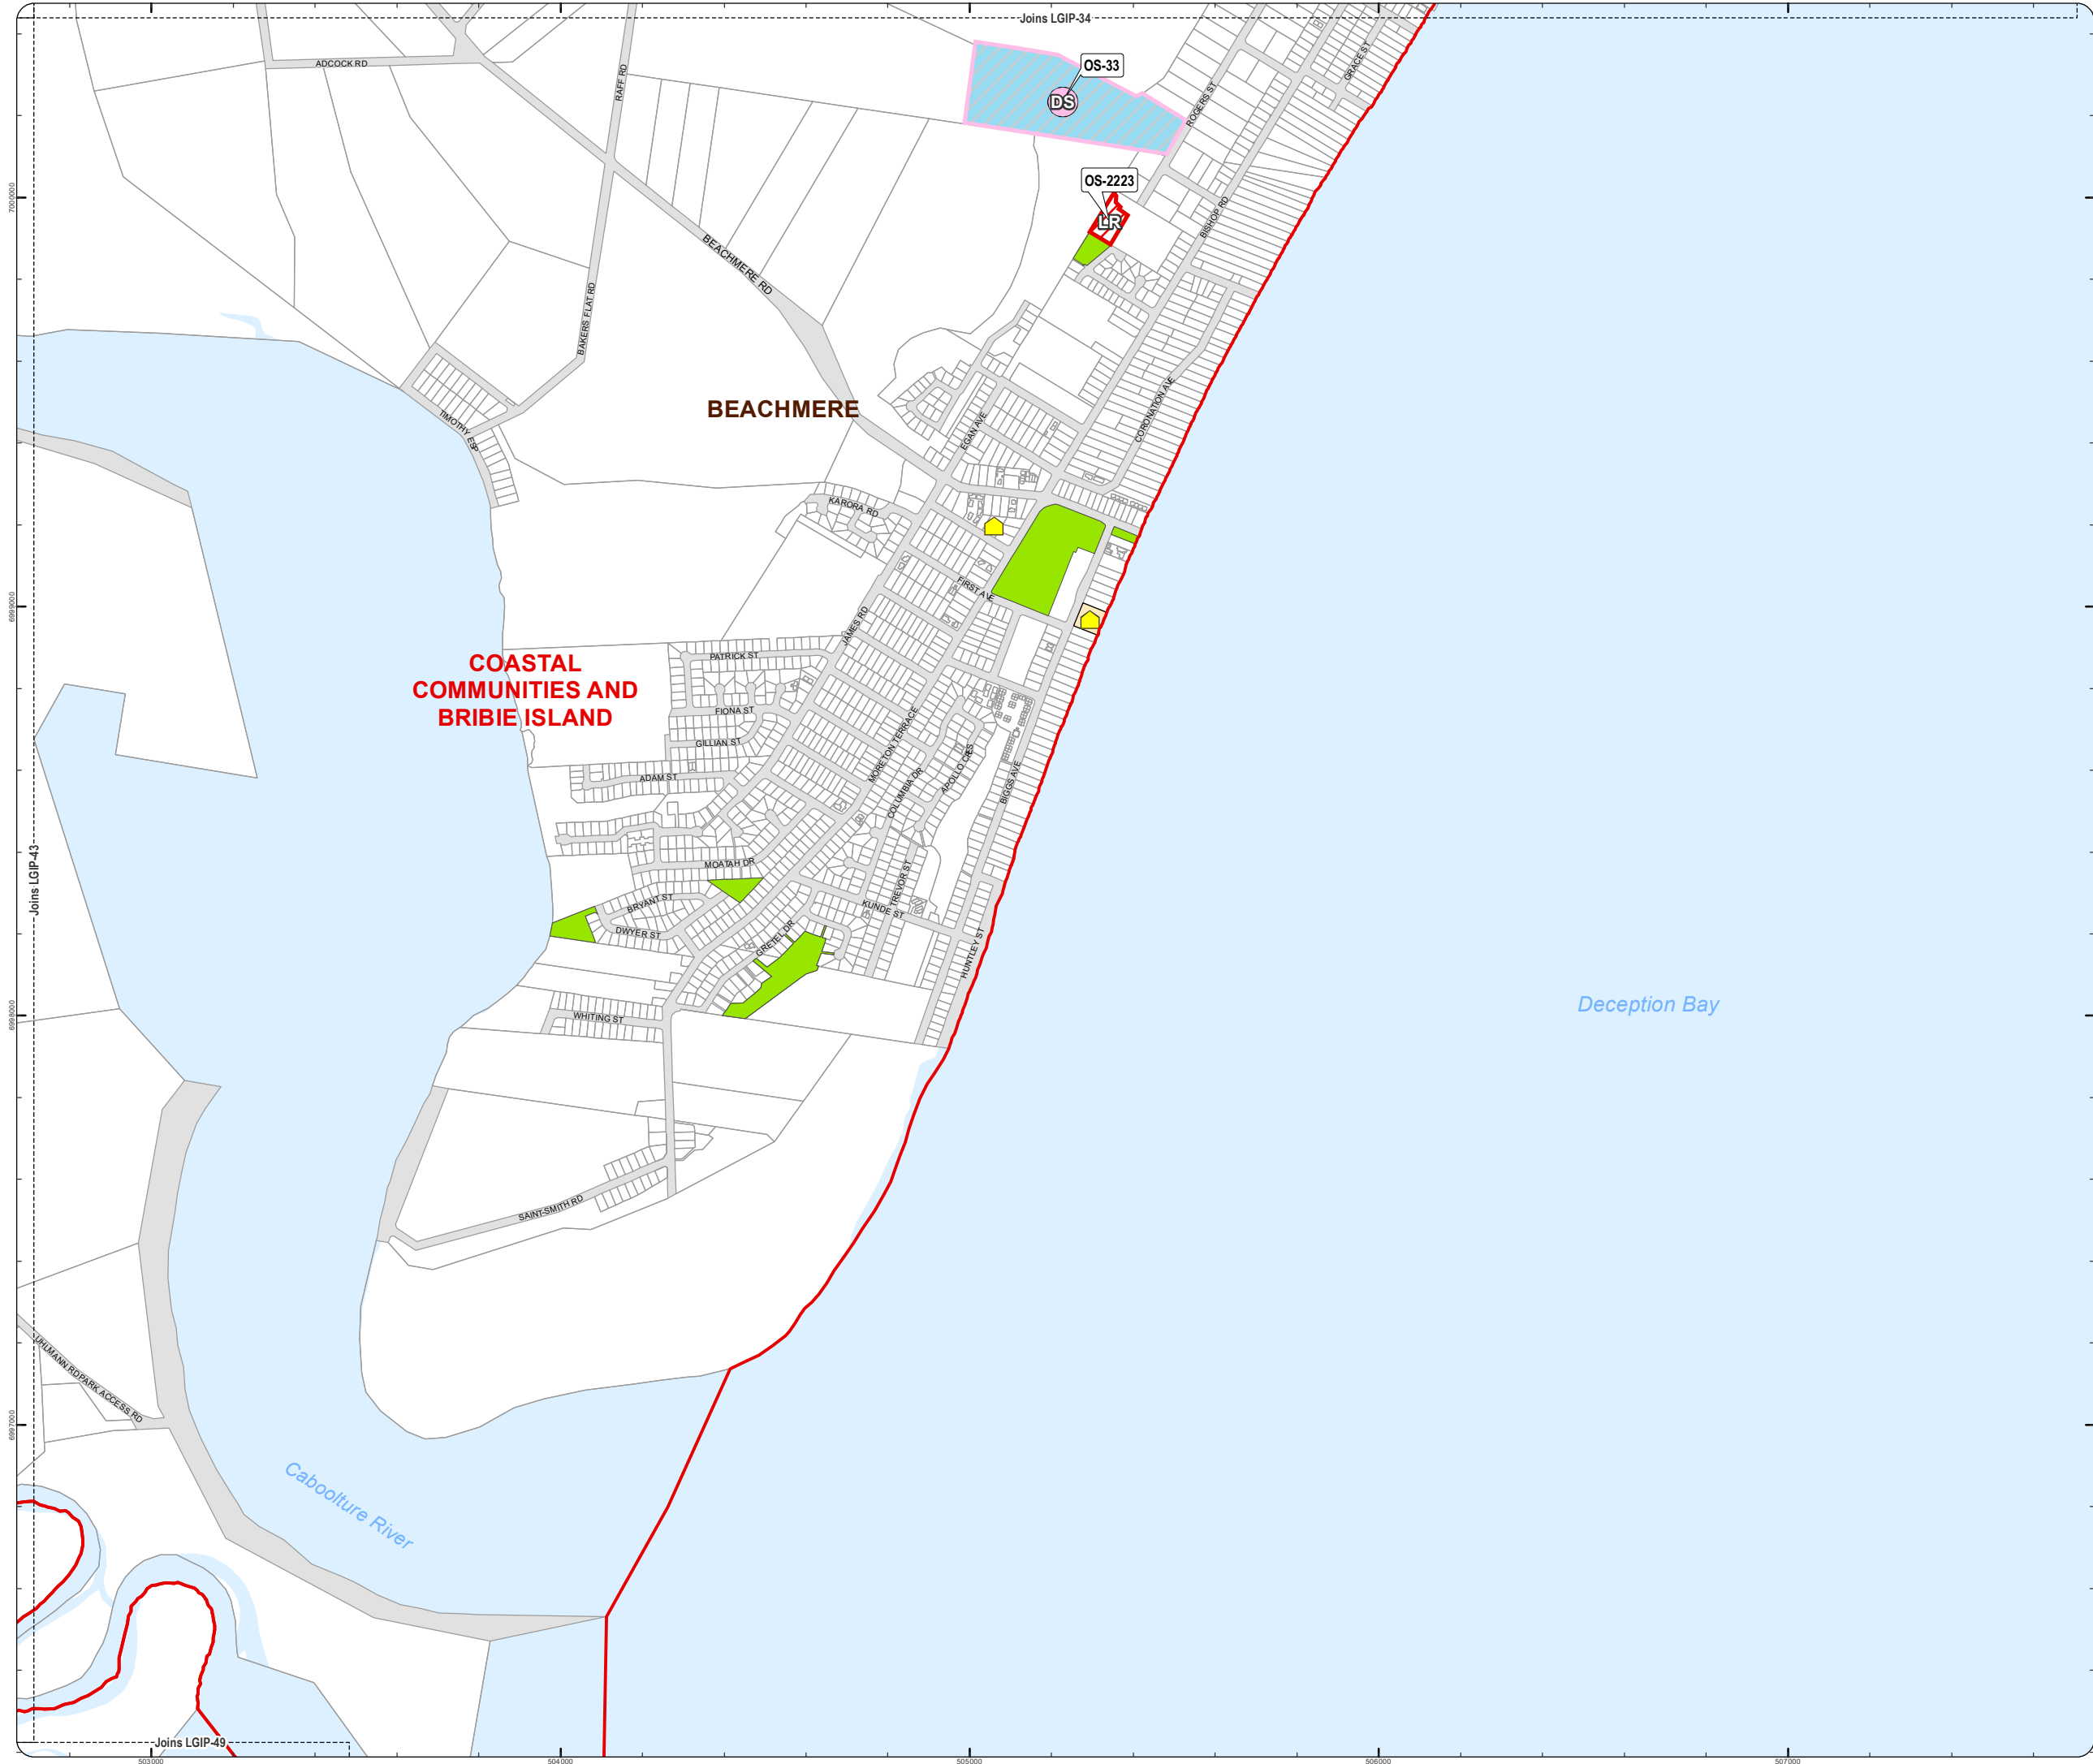 Joins LGIP-34
ADCOCK RD
RAFF RD
OS-33
DS
GRACE ST
ROGERS ST
OS-2223
LR
7000000
BISHOP RD
BEACHMERE RD
BAKERS FLAT RD
BEACHMERE
TIMOTHY ESP
EGAN AVE
CORONATION AVE
KARORA RD
FIRST AVE
6999000
JAMES RD
PATRICK ST
COASTAL
COMMUNITIES AND
BRIBIE ISLAND
FIONA ST
GILLIAN ST
MORETON TERRACE
ADAM ST
COLUMBIA DR
APOLLO CRES
BIGGS AVE
Joins LGIP-43
MOATAH DR
TREVOR ST
BRYANT ST
KUNDE ST
DWYER ST
GRETEL DR
HUNTLEY ST
Deception Bay
6998000
WHITING ST
SAINT-SMITH RD
UHLMANN RD
PARK ACCESS RD
6997000
Caboolture River
Joins LGIP-49
503000
504000
505000
506000
507000